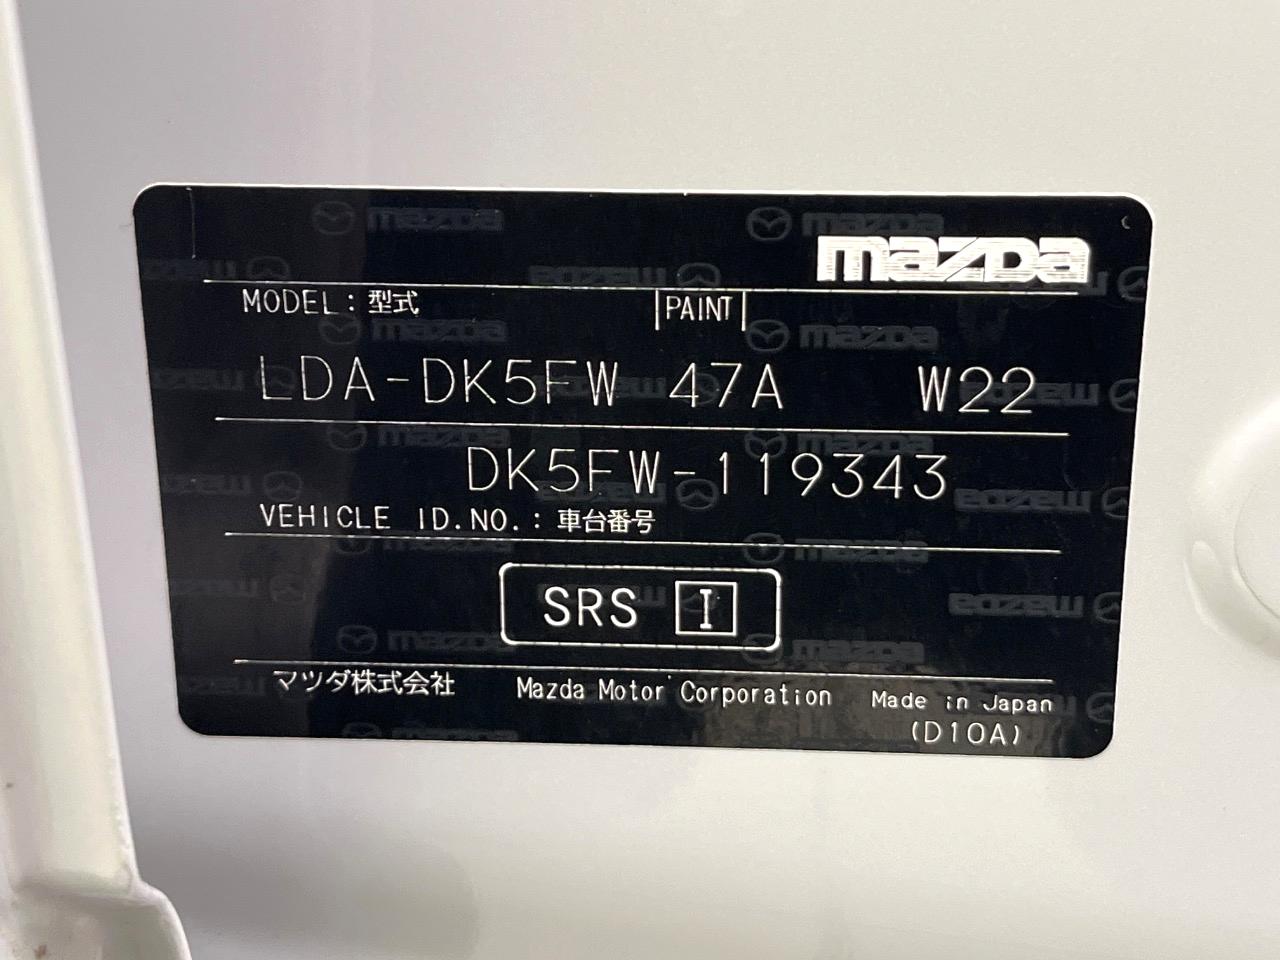 mazda
MODEL : 型式 |PAINT|
LDA-DK5FW 47A W22
DK5FW-119343
VEHICLE ID.NO. : 車台番号
SRS I
マツダ株式会社 Mazda Motor Corporation Made in Japan
(D10A)